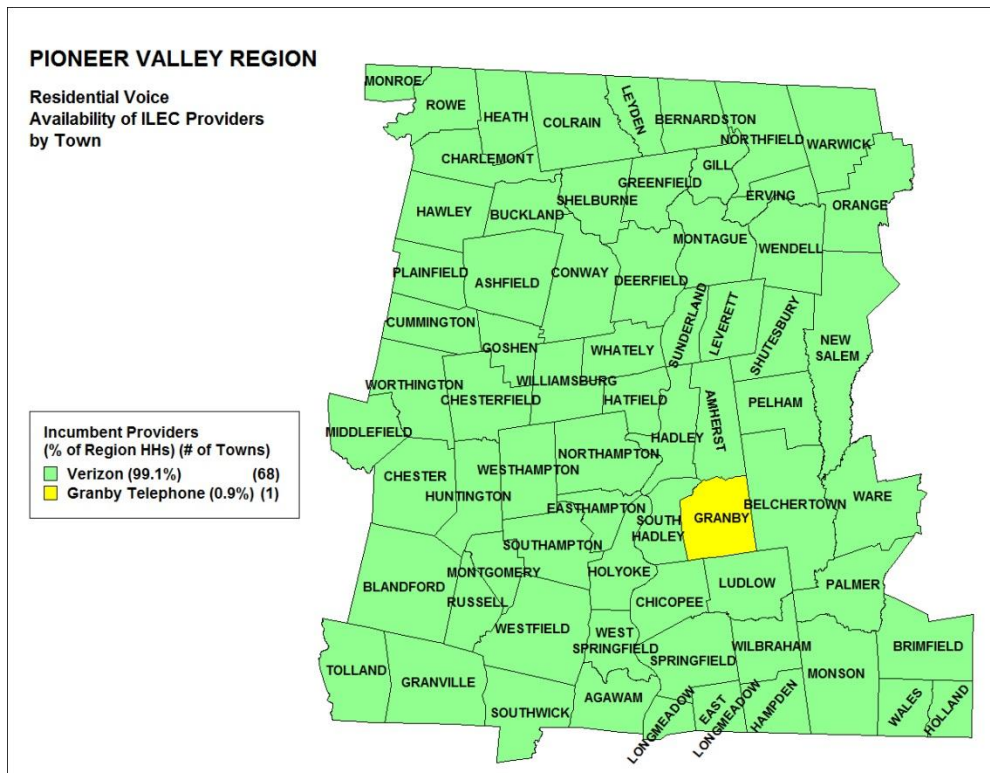 PIONEER VALLEY REGION
Residential Voice
Availability of ILEC Providers
by Town
MONROE
ROWE
HEATH
COLRAIN
LEYDEN
BERNARDSTON
NORTHFIELD
WARWICK
CHARLEMONT
GILL
GREENFIELD
SHELBURNE
ERVING
ORANGE
HAWLEY
BUCKLAND
MONTAGUE
WENDELL
PLAINFIELD
ASHFIELD
CONWAY
DEERFIELD
SUNDERLAND
LEVERETT
SHUTESBURY
CUMMINGTON
GOSHEN
WHATELY
NEW
SALEM
WORTHINGTON
CHESTERFIELD
WILLIAMSBURG
HATFIELD
AMHERST
PELHAM
MIDDLEFIELD
HADLEY
NORTHAMPTON
CHESTER
HUNTINGTON
WESTHAMPTON
EASTHAMPTON
SOUTH
HADLEY
GRANBY
BELCHERTOWN
WARE
SOUTHAMPTON
BLANDFORD
MONTGOMERY
RUSSELL
HOLYOKE
CHICOPEE
LUDLOW
PALMER
WESTFIELD
WEST
SPRINGFIELD
SPRINGFIELD
WILBRAHAM
MONSON
BRIMFIELD
TOLLAND
GRANVILLE
SOUTHWICK
AGAWAM
LONGMEADOW
EAST
LONGMEADOW
HAMPDEN
WALES
HOLLAND
Incumbent Providers
(% of Region HHs) (# of Towns)
Verizon (99.1%) (68)
Granby Telephone (0.9%) (1)